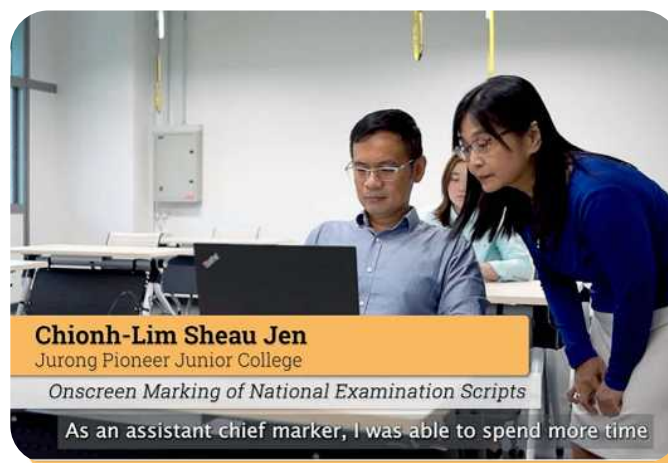 Chionh-Lim Sheau Jen
Jurong Pioneer Junior College
Onscreen Marking of National Examination Scripts
As an assistant chief marker, I was able to spend more time